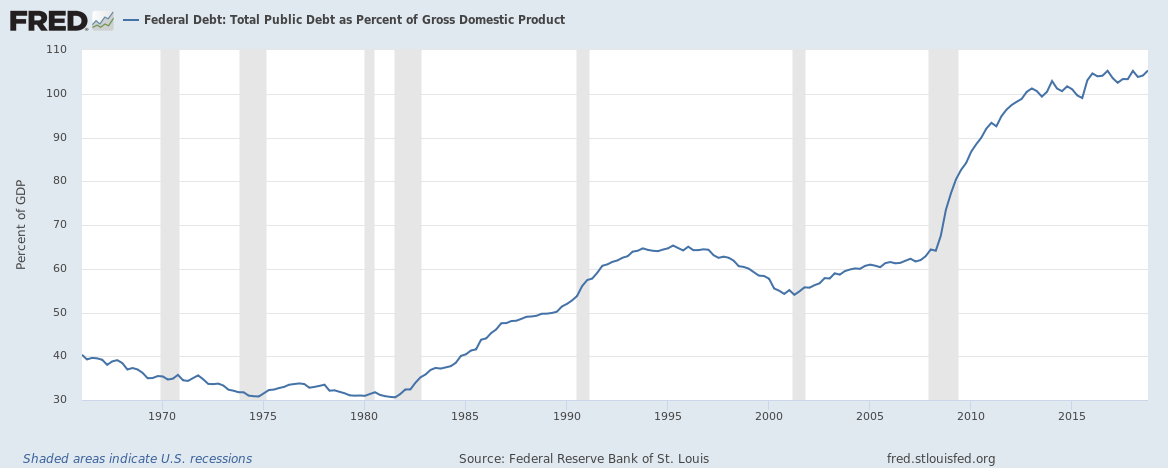 FRED
Federal Debt: Total Public Debt as Percent of Gross Domestic Product
Percent of GDP
110
100
90
80
70
60
50
40
30
1970 1975 1980 1985 1990 1995 2000 2005 2010 2015
Shaded areas indicate U.S. recessions Source: Federal Reserve Bank of St. Louis fred.stlouisfed.org